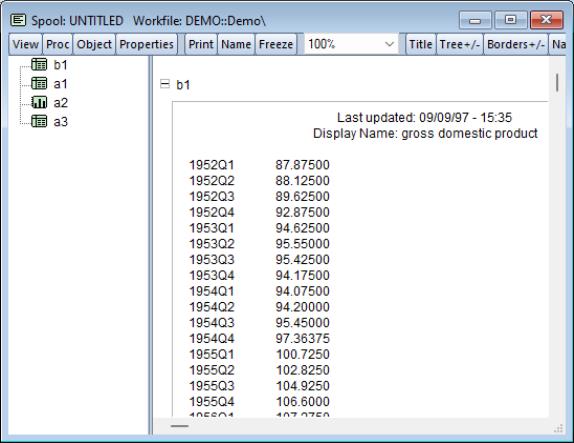 Spool: UNTITLED Workfile: DEMO::Demo\
View Proc Object Properties Print Name Freeze 100% Title Tree+/- Borders+/- Na
b1
a1
a2
a3
b1
Last updated: 09/09/97 - 15:35
Display Name: gross domestic product
1952Q1 87.87500
1952Q2 88.12500
1952Q3 89.62500
1952Q4 92.87500
1953Q1 94.62500
1953Q2 95.55000
1953Q3 95.42500
1953Q4 94.17500
1954Q1 94.07500
1954Q2 94.20000
1954Q3 95.45000
1954Q4 97.36375
1955Q1 100.7250
1955Q2 102.8250
1955Q3 104.9250
1955Q4 106.6000
1956Q1 107.2750